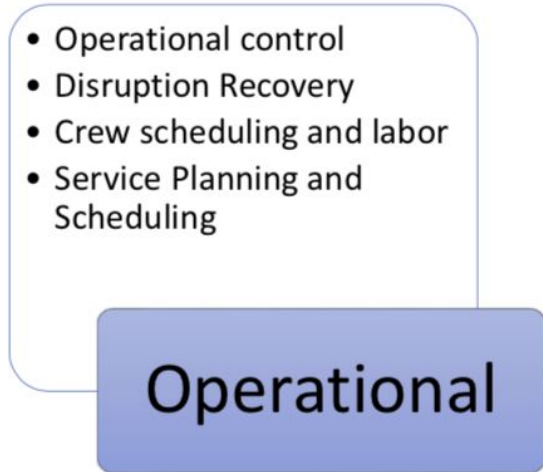 • Operational control
• Disruption Recovery
• Crew scheduling and labor
• Service Planning and
Scheduling
Operational